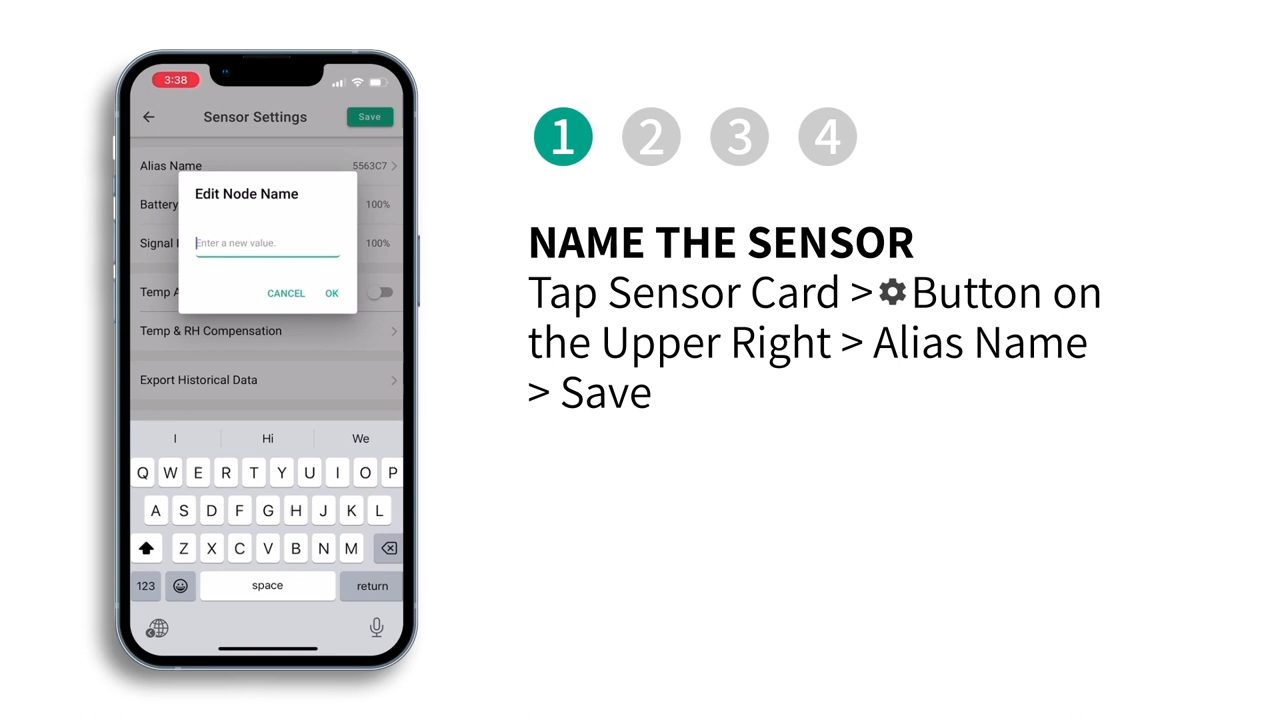 3:38
Sensor Settings
Save
Alias Name 5563C7
Battery 100%
Edit Node Name
Signal 100%
Enter a new value.
Temp A
CANCEL OK
Temp & RH Compensation
Export Historical Data
I Hi We
Q W E R T Y U I O P
A S D F G H J K L
Z X C V B N M
123 space return
1 2 3 4
NAME THE SENSOR
Tap Sensor Card > Button on
the Upper Right > Alias Name
> Save